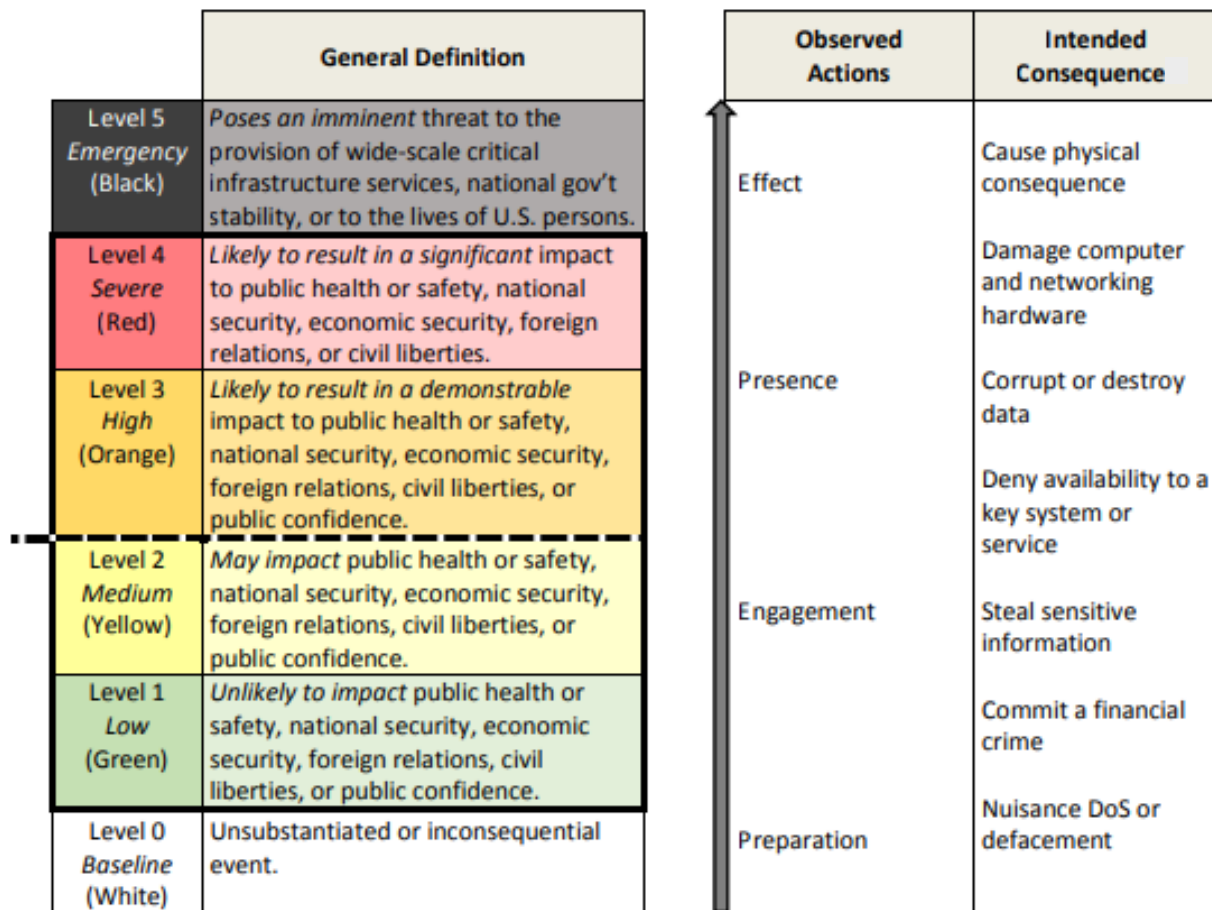 General Definition
Level 5
Emergency
(Black)
Poses an imminent threat to the
provision of wide-scale critical
infrastructure services, national gov’t
stability, or to the lives of U.S. persons.
Level 4
Severe
(Red)
Likely to result in a significant impact
to public health or safety, national
security, economic security, foreign
relations, or civil liberties.
Level 3
High
(Orange)
Likely to result in a demonstrable
impact to public health or safety,
national security, economic security,
foreign relations, civil liberties, or
public confidence.
Level 2
Medium
(Yellow)
May impact public health or safety,
national security, economic security,
foreign relations, civil liberties, or
public confidence.
Level 1
Low
(Green)
Unlikely to impact public health or
safety, national security, economic
security, foreign relations, civil
liberties, or public confidence.
Level 0
Baseline
(White)
Unsubstantiated or inconsequential
event.
Observed
Actions
Intended
Consequence
Effect
Cause physical
consequence
Damage computer
and networking
hardware
Presence
Corrupt or destroy
data
Deny availability to a
key system or
service
Engagement
Steal sensitive
information
Commit a financial
crime
Preparation
Nuisance DoS or
defacement